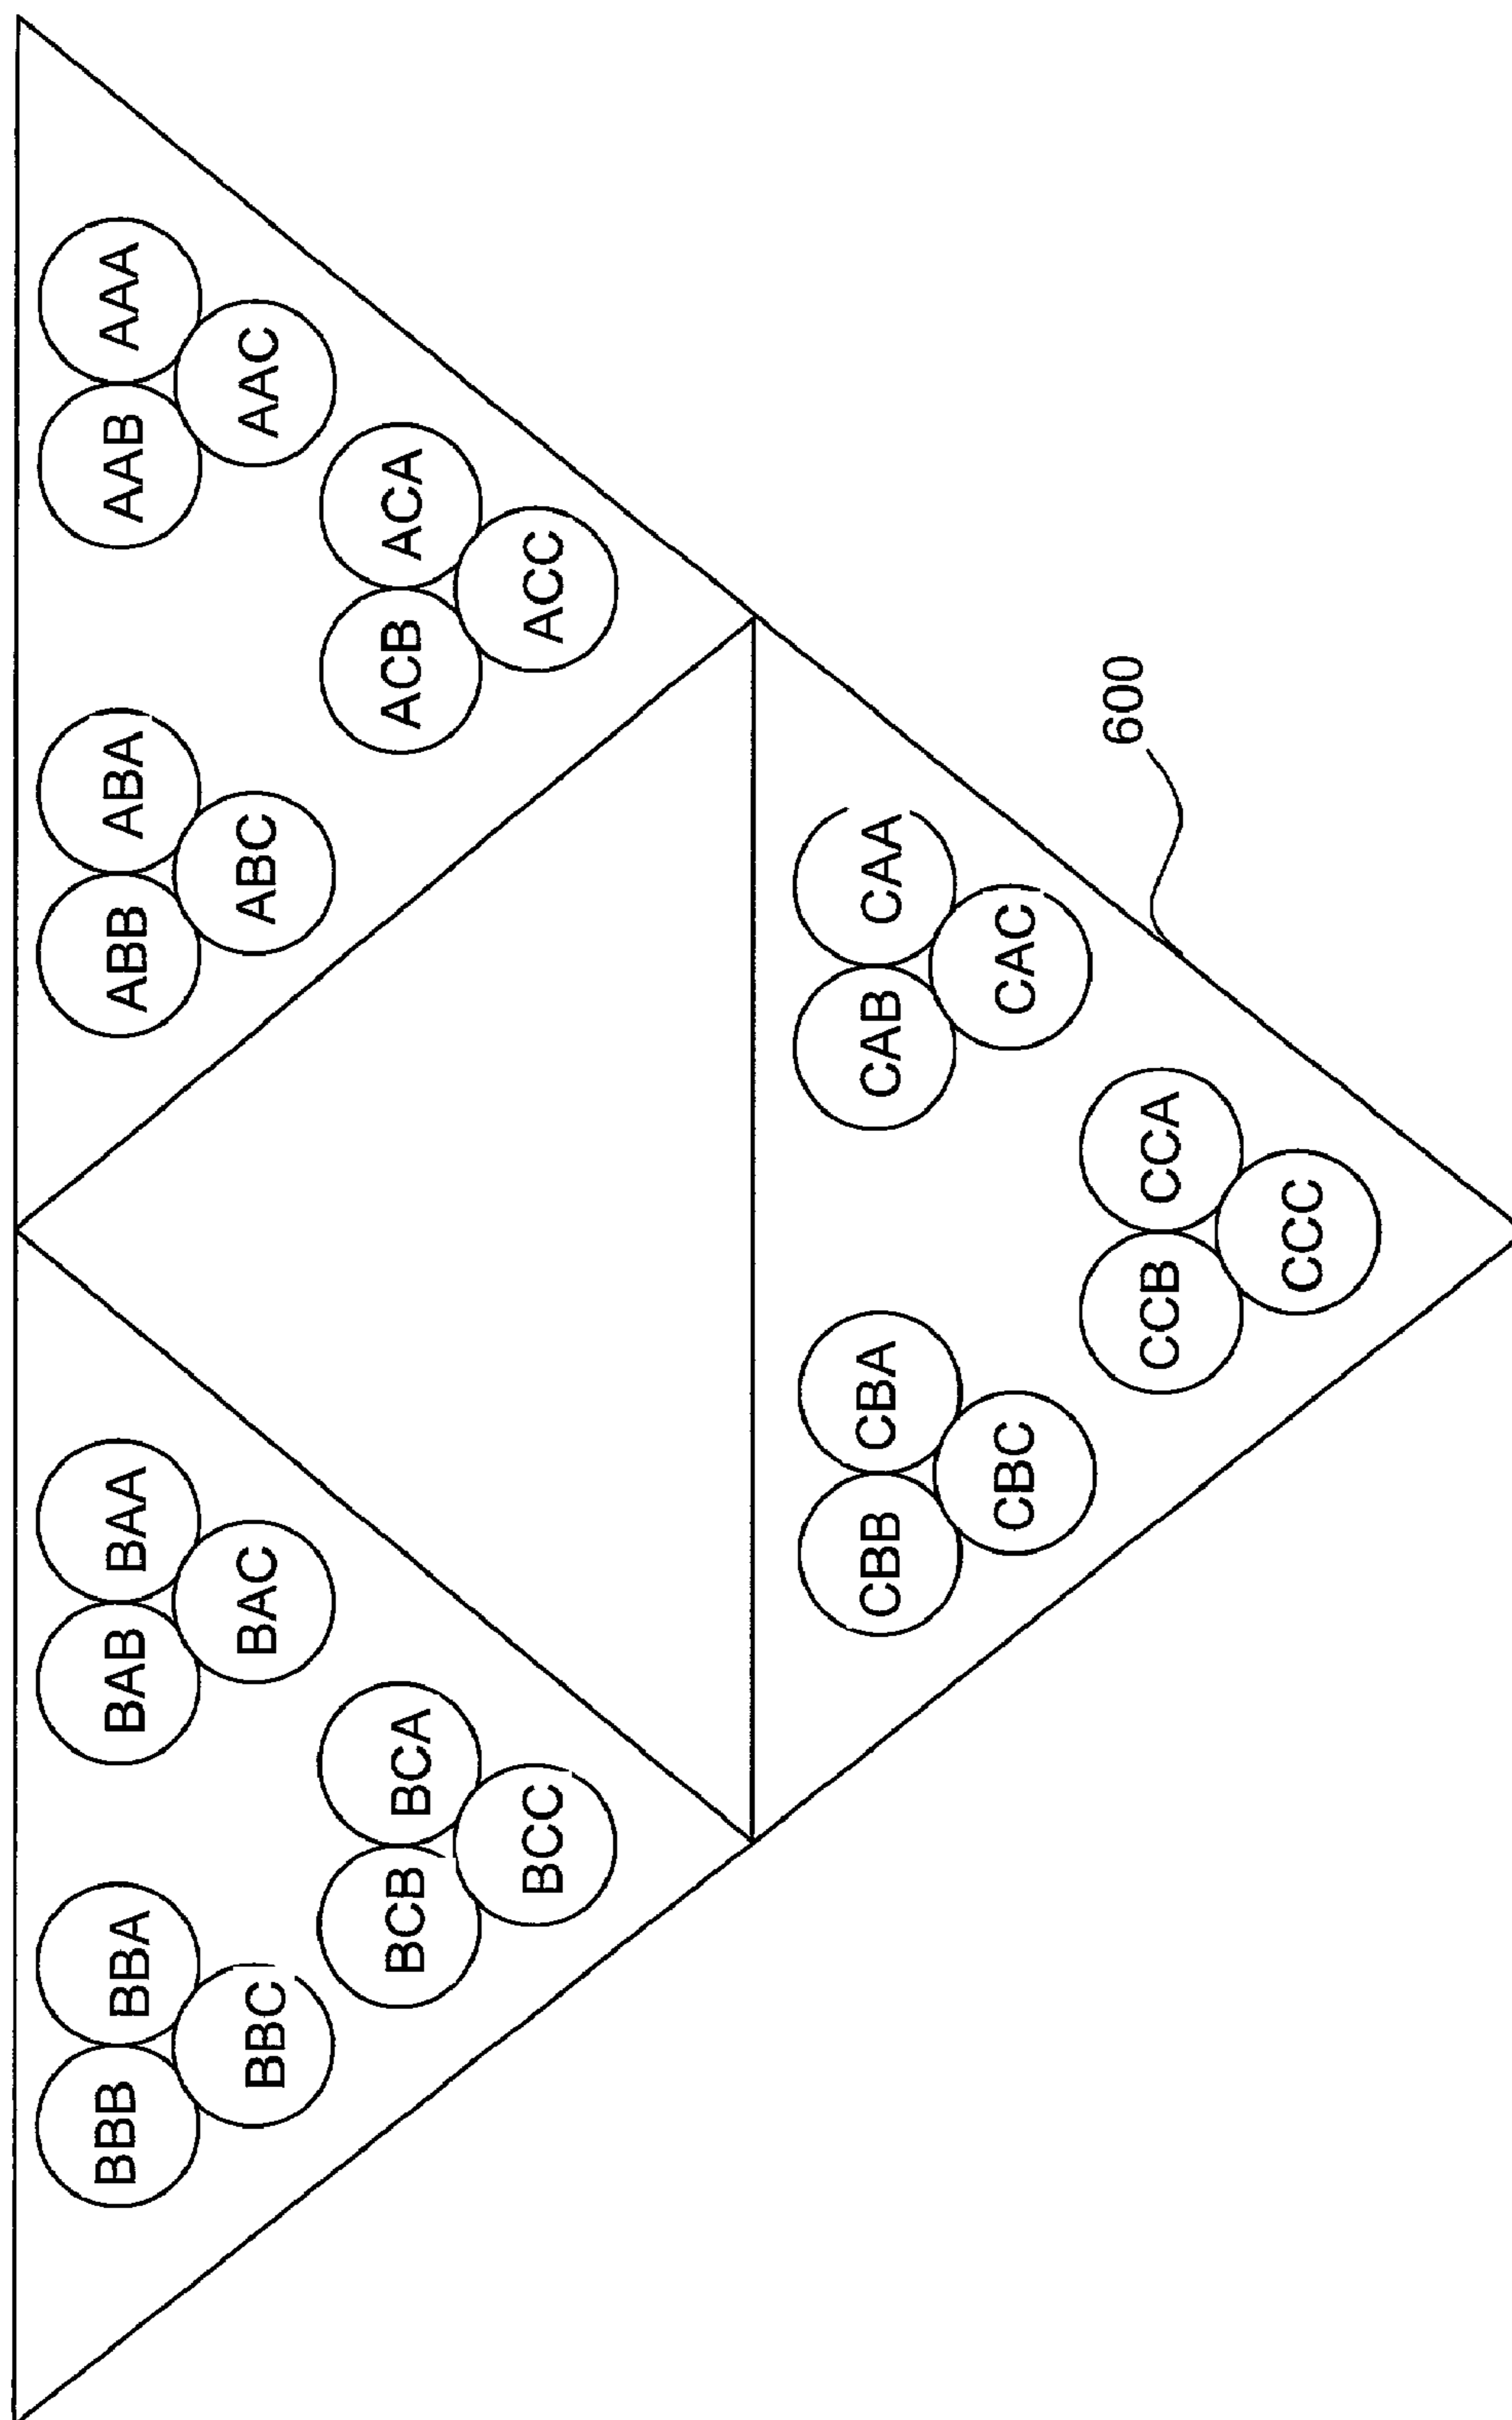 BBB BBA BAB BAA ABB ABA AAB AAA
BBC BAC ABC AAC
BCB BCA ACB ACA
BCC ACC
CBB CBA CAB CAA
CBC CAC
600
CCB CCA
CCC